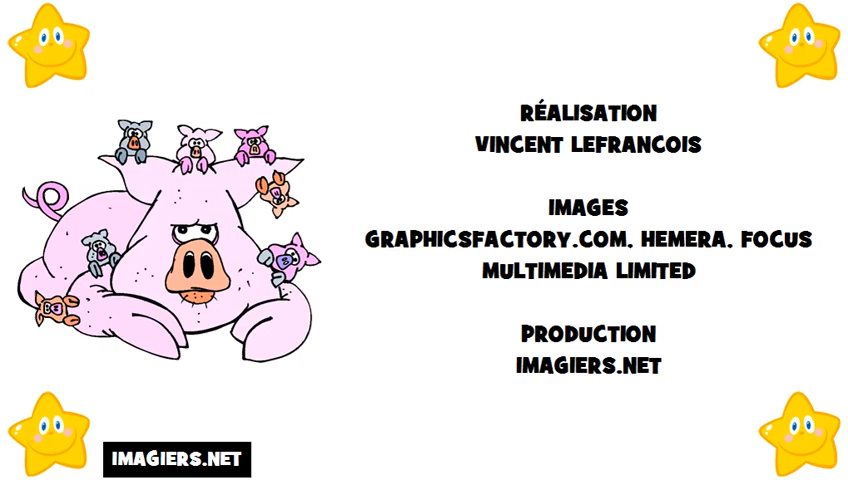 RÉALISATION
VINCENT LEFRANCOIS
IMAGES
GRAPHICSFACTORY.COM, HEMERA, FOCUS
MULTIMEDIA LIMITED
PRODUCTION
IMAGIERS.NET
IMAGIERS.NET